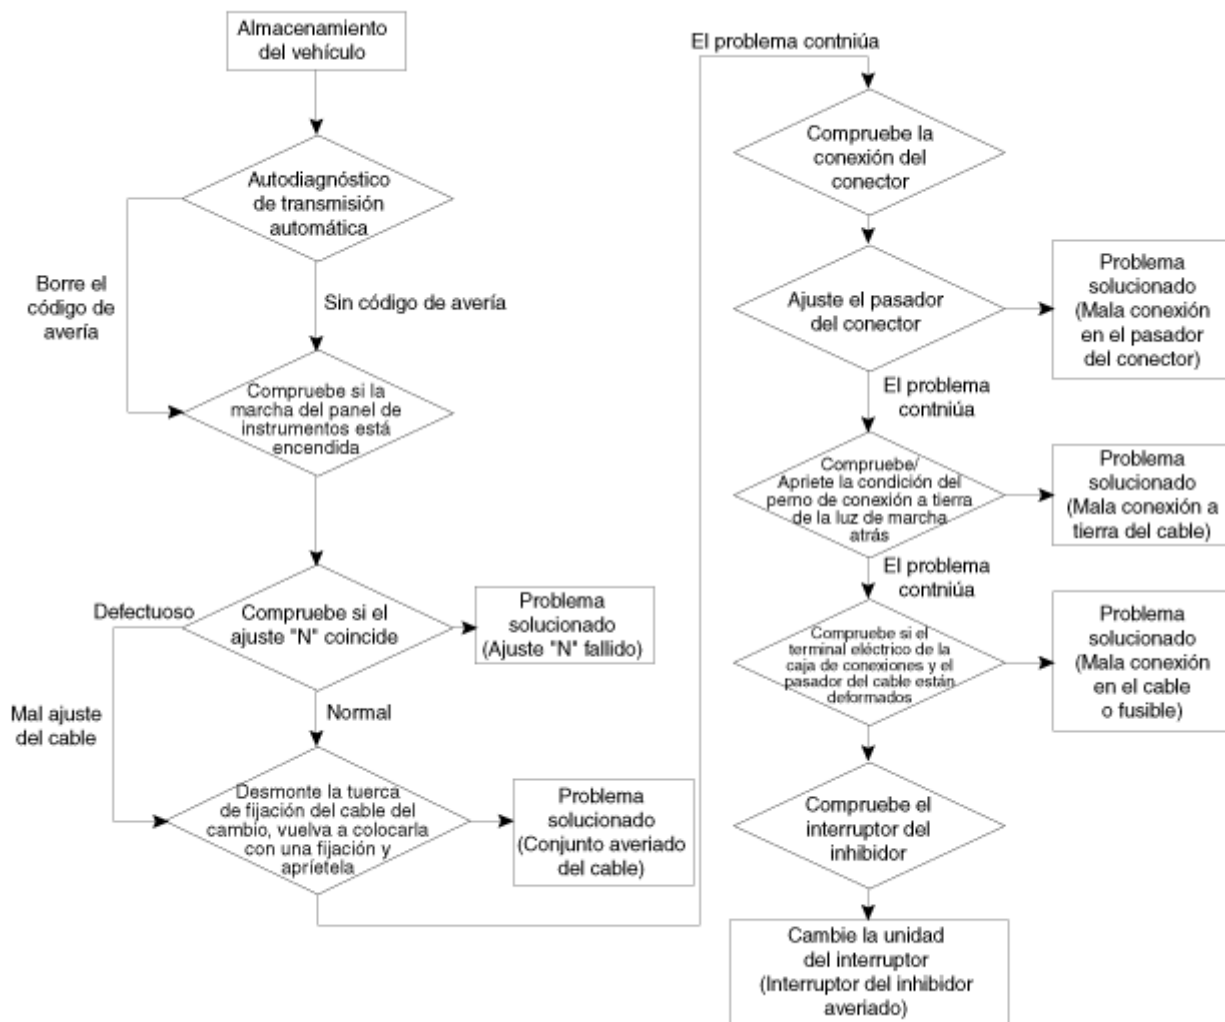 Almacenamiento
del vehículo
Autodiagnóstico
de transmisión
automática
Borre el
código de
avería
Sin código de avería
Compruebe si la
marcha del panel de
instrumentos está
encendida
Defectuoso
Compruebe si el
ajuste "N" coincide
Problema
solucionado
(Ajuste "N" fallido)
Mal ajuste
del cable
Normal
Desmonte la tuerca
de fijación del cable del
cambio, vuelva a colocarla
con una fijación y
apríetela
Problema
solucionado
(Conjunto averiado
del cable)
El problema contniúa
Compruebe la
conexión del
conector
Ajuste el pasador
del conector
Problema
solucionado
(Mala conexión
en el pasador
del conector)
El problema
contniúa
Compruebe/
Apriete la condición del
perno de conexión a tierra
de la luz de marcha
atrás
Problema
solucionado
(Mala conexión a
tierra del cable)
El problema
contniúa
Compruebe si el
terminal eléctrico de la
caja de conexiones y el
pasador del cable están
deformados
Problema
solucionado
(Mala conexión
en el cable
o fusible)
Compruebe el
interruptor del
inhibidor
Cambie la unidad
del interruptor
(Interruptor del inhibidor
averiado)